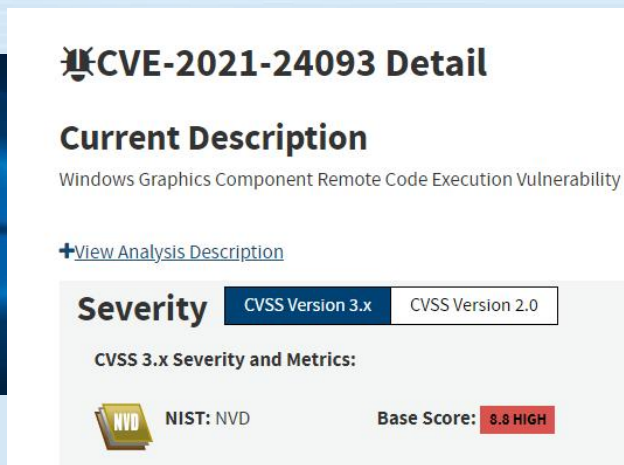 CVE-2021-24093 Detail
Current Description
Windows Graphics Component Remote Code Execution Vulnerability
+View Analysis Description
Severity CVSS Version 3.x CVSS Version 2.0
CVSS 3.x Severity and Metrics:
NVD NIST: NVD Base Score: 8.8 HIGH